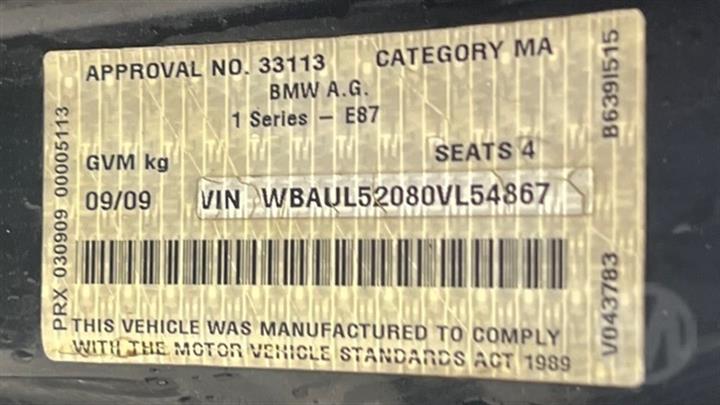 APPROVAL NO. 33113 CATEGORY MA
BMW A.G.
1 Series – E87
GVM kg SEATS 4
09/09 VIN WBAUL52080VL54867
THIS VEHICLE WAS MANUFACTURED TO COMPLY
WITH THE MOTOR VEHICLE STANDARDS ACT 1989
PRX 030909 00005113
V043783 B639I515